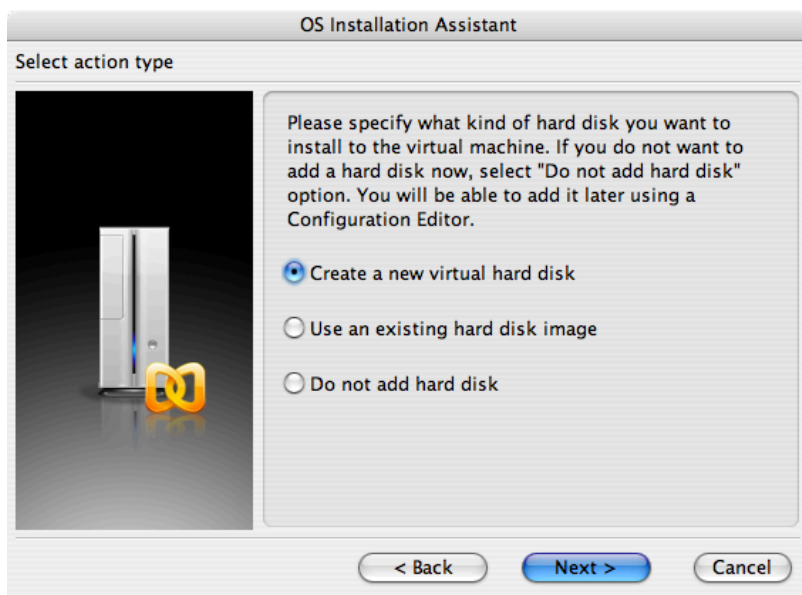 OS Installation Assistant
Select action type
Please specify what kind of hard disk you want to
install to the virtual machine. If you do not want to
add a hard disk now, select "Do not add hard disk"
option. You will be able to add it later using a
Configuration Editor.
Create a new virtual hard disk
Use an existing hard disk image
Do not add hard disk
< Back
Next >
Cancel